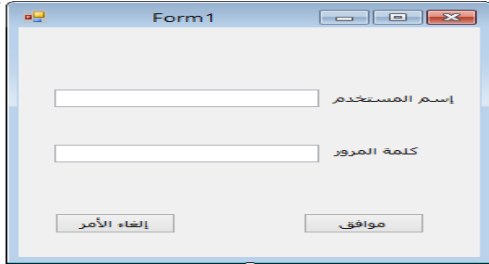 Form1
إسم المستخدم
كلمة المرور
موافق
إلغاء الأمر